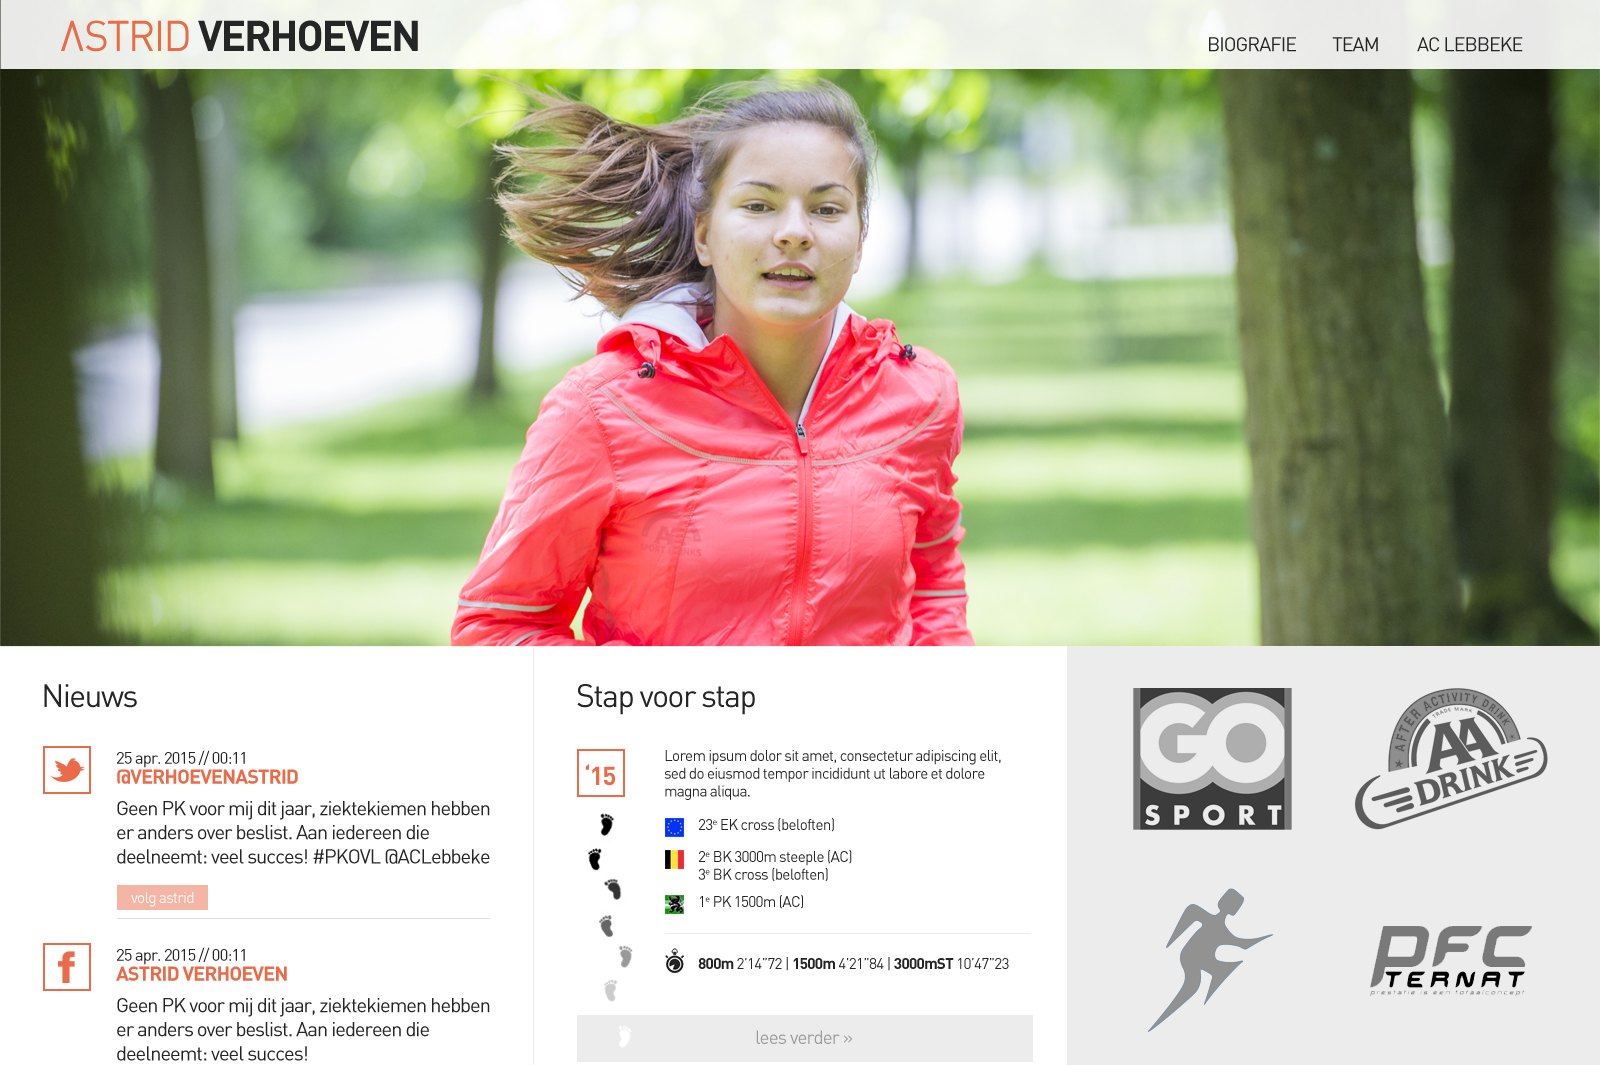 ASTRID VERHOEVEN
BIOGRAFIE TEAM AC LEBBEKE
Nieuws
25 apr. 2015 // 00:11
@VERHOEVENASTRID
Geen PK voor mij dit jaar, ziektekiemen hebben
er anders over beslist. Aan iedereen die
deelneemt: veel succes! #PKOVL @ACLebbeke
volg astrid
25 apr. 2015 // 00:11
ASTRID VERHOEVEN
Geen PK voor mij dit jaar, ziektekiemen hebben
er anders over beslist. Aan iedereen die
deelneemt: veel succes!
Stap voor stap
‘15
Lorem ipsum dolor sit amet, consectetur adipiscing elit,
sed do eiusmod tempor incididunt ut labore et dolore
magna aliqua.
23e EK cross (beloften)
2e BK 3000m steeple (AC)
3e BK cross (beloften)
1e PK 1500m (AC)
800m 2’14”72 | 1500m 4’21”84 | 3000mST 10’47”23
lees verder »
GO
SPORT
AFTER ACTIVITY DRINK
TRADE MARK
AA
DRINK
PFC
TERNAT
prestatie is een totaalconcept